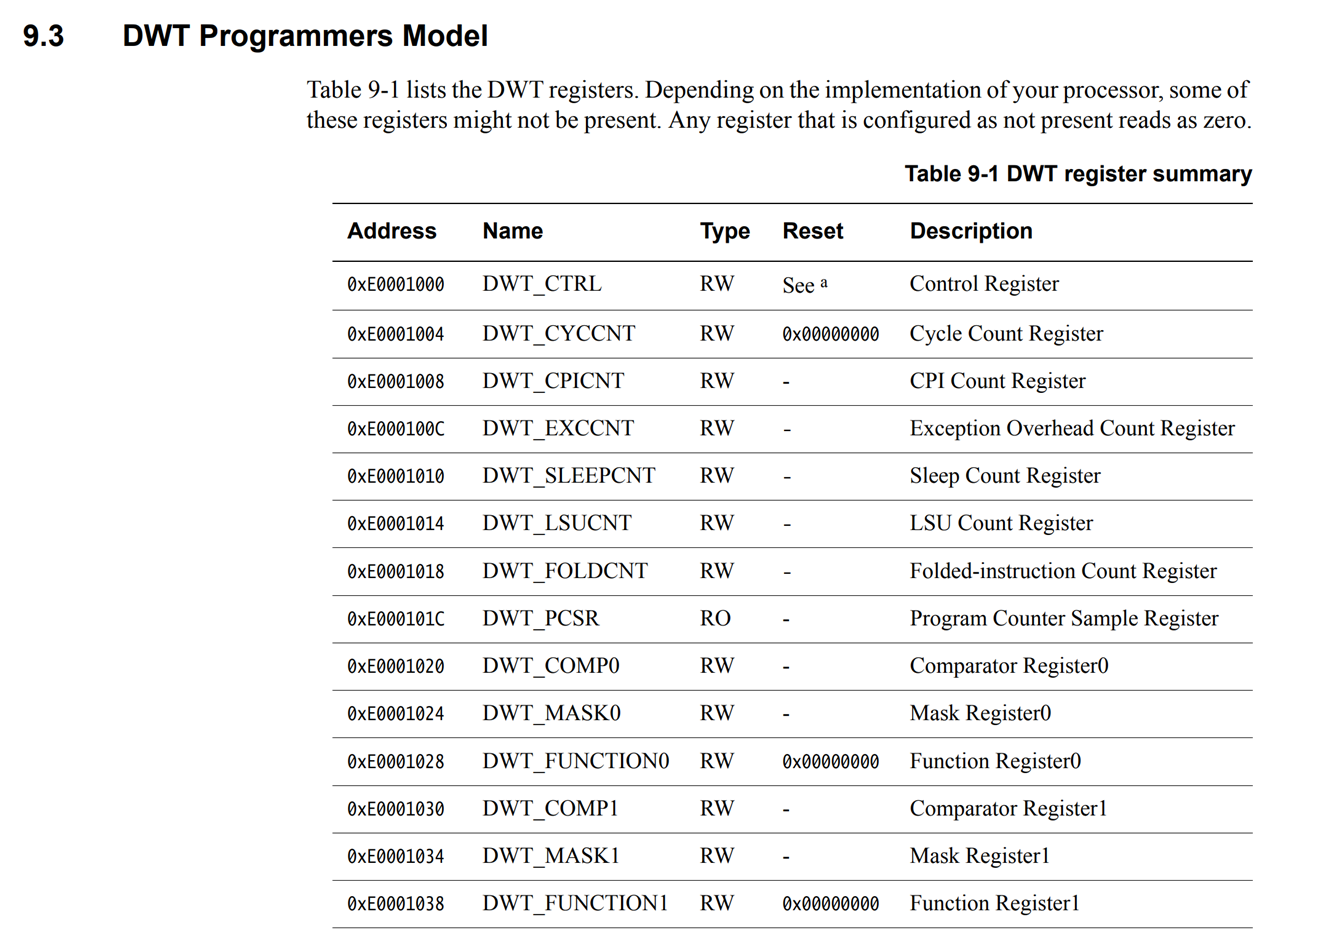 9.3 DWT Programmers Model
Table 9-1 lists the DWT registers. Depending on the implementation of your processor, some of
these registers might not be present. Any register that is configured as not present reads as zero.
Table 9-1 DWT register summary
Address Name Type Reset Description
0xE0001000 DWT_CTRL RW See a Control Register
0xE0001004 DWT_CYCCNT RW 0x00000000 Cycle Count Register
0xE0001008 DWT_CPICNT RW - CPI Count Register
0xE000100C DWT_EXCCNT RW - Exception Overhead Count Register
0xE0001010 DWT_SLEEPCNT RW - Sleep Count Register
0xE0001014 DWT_LSUCNT RW - LSU Count Register
0xE0001018 DWT_FOLDCNT RW - Folded-instruction Count Register
0xE000101C DWT_PCSR RO - Program Counter Sample Register
0xE0001020 DWT_COMP0 RW - Comparator Register0
0xE0001024 DWT_MASK0 RW - Mask Register0
0xE0001028 DWT_FUNCTION0 RW 0x00000000 Function Register0
0xE0001030 DWT_COMP1 RW - Comparator Register1
0xE0001034 DWT_MASK1 RW - Mask Register1
0xE0001038 DWT_FUNCTION1 RW 0x00000000 Function Register1